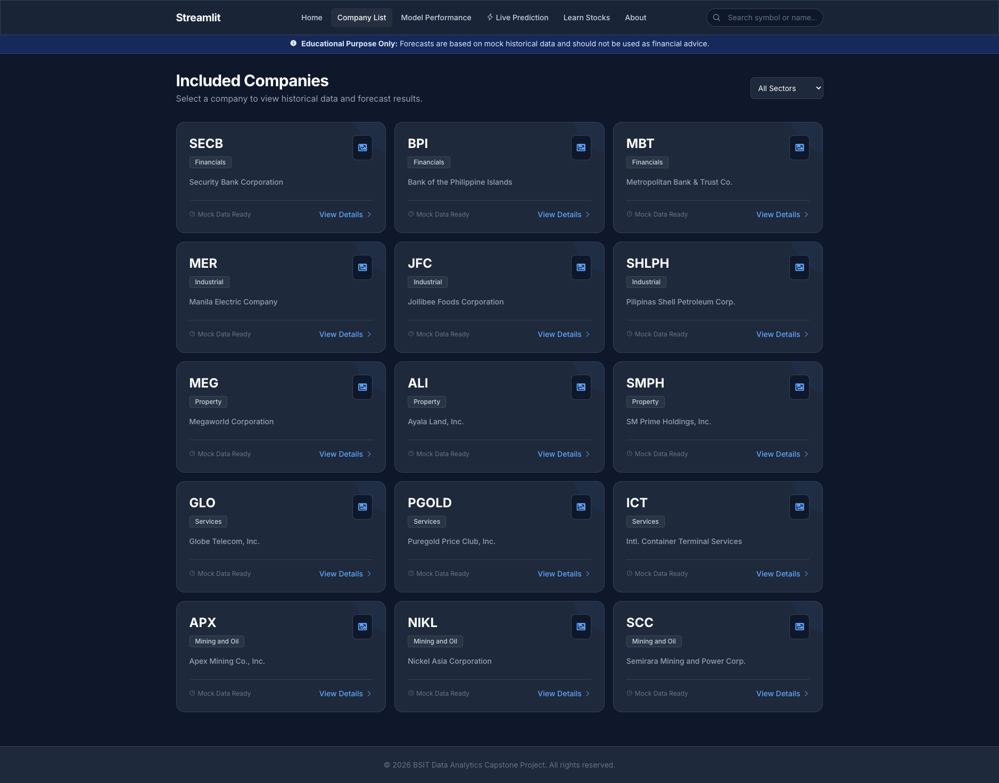 Streamlit
Home Company List Model Performance Live Prediction Learn Stocks About
Search symbol or name...
Educational Purpose Only: Forecasts are based on mock historical data and should not be used as financial advice.
Included Companies
Select a company to view historical data and forecast results.
All Sectors
SECB
Financials
Security Bank Corporation
Mock Data Ready View Details
BPI
Financials
Bank of the Philippine Islands
Mock Data Ready View Details
MBT
Financials
Metropolitan Bank & Trust Co.
Mock Data Ready View Details
MER
Industrial
Manila Electric Company
Mock Data Ready View Details
JFC
Industrial
Jollibee Foods Corporation
Mock Data Ready View Details
SHLPH
Industrial
Pilipinas Shell Petroleum Corp.
Mock Data Ready View Details
MEG
Property
Megaworld Corporation
Mock Data Ready View Details
ALI
Property
Ayala Land, Inc.
Mock Data Ready View Details
SMPH
Property
SM Prime Holdings, Inc.
Mock Data Ready View Details
GLO
Services
Globe Telecom, Inc.
Mock Data Ready View Details
PGOLD
Services
Puregold Price Club, Inc.
Mock Data Ready View Details
ICT
Services
Intl. Container Terminal Services
Mock Data Ready View Details
APX
Mining and Oil
Apex Mining Co., Inc.
Mock Data Ready View Details
NIKL
Mining and Oil
Nickel Asia Corporation
Mock Data Ready View Details
SCC
Mining and Oil
Semirara Mining and Power Corp.
Mock Data Ready View Details
© 2026 BSIT Data Analytics Capstone Project. All rights reserved.